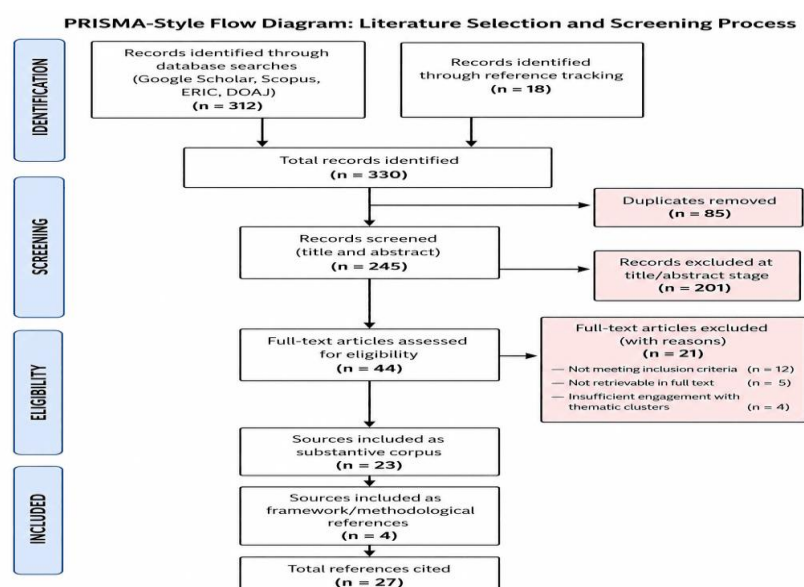 PRISMA-Style Flow Diagram: Literature Selection and Screening Process
IDENTIFICATION
Records identified through
database searches
(Google Scholar, Scopus,
ERIC, DOAJ)
(n = 312)
Records identified
through reference tracking
(n = 18)
Total records identified
(n = 330)
SCREENING
Duplicates removed
(n = 85)
Records screened
(title and abstract)
(n = 245)
Records excluded at
title/abstract stage
(n = 201)
ELIGIBILITY
Full-text articles assessed
for eligibility
(n = 44)
Full-text articles excluded
(with reasons)
(n = 21)
— Not meeting inclusion criteria (n = 12)
— Not retrievable in full text (n = 5)
— Insufficient engagement with
thematic clusters (n = 4)
Sources included as
substantive corpus
(n = 23)
INCLUDED
Sources included as
framework/methodological
references
(n = 4)
Total references cited
(n = 27)